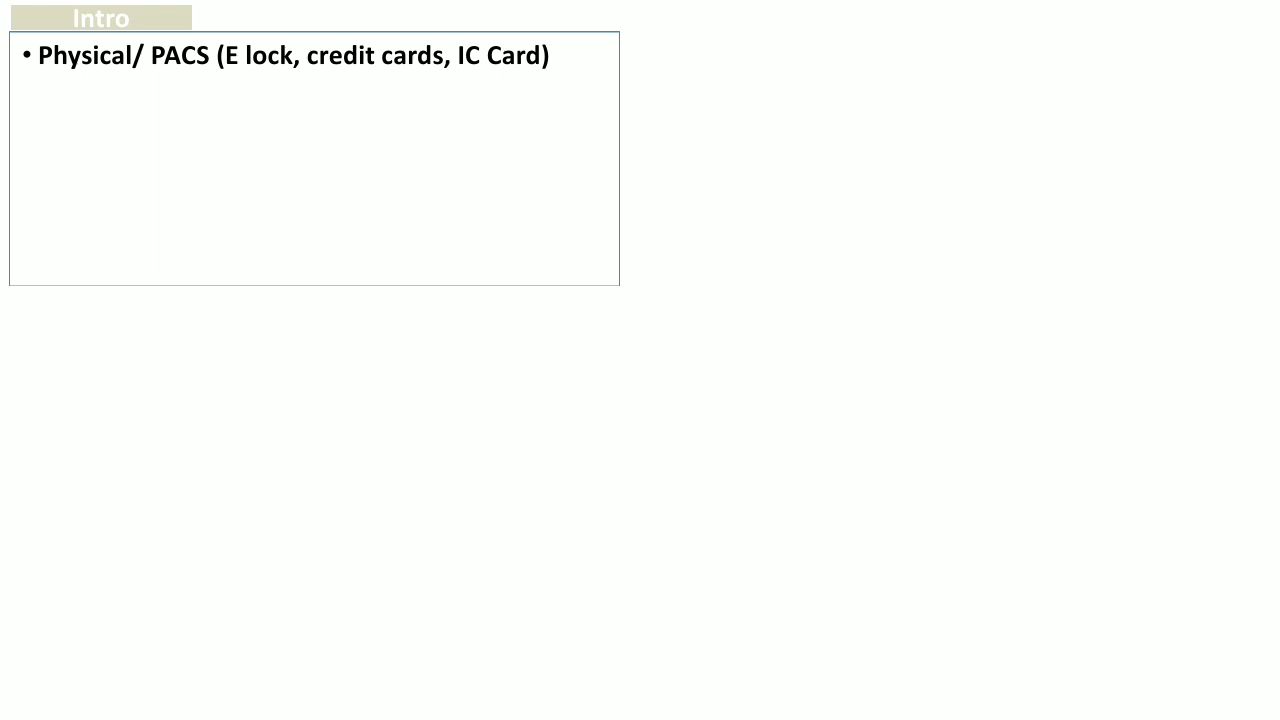 Intro
• Physical/ PACS (E lock, credit cards, IC Card)